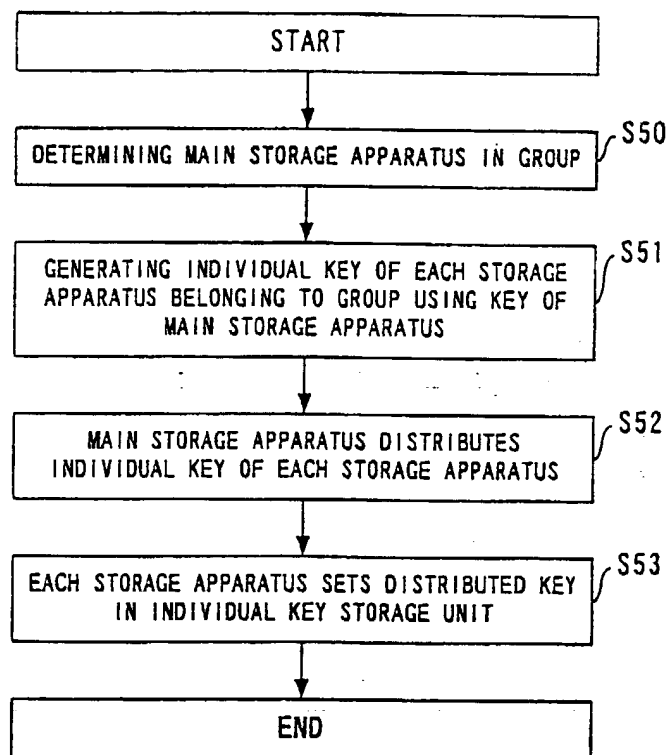 START
DETERMINING MAIN STORAGE APPARATUS IN GROUP
S50
GENERATING INDIVIDUAL KEY OF EACH STORAGE
APPARATUS BELONGING TO GROUP USING KEY OF
MAIN STORAGE APPARATUS
S51
MAIN STORAGE APPARATUS DISTRIBUTES
INDIVIDUAL KEY OF EACH STORAGE APPARATUS
S52
EACH STORAGE APPARATUS SETS DISTRIBUTED KEY
IN INDIVIDUAL KEY STORAGE UNIT
S53
END